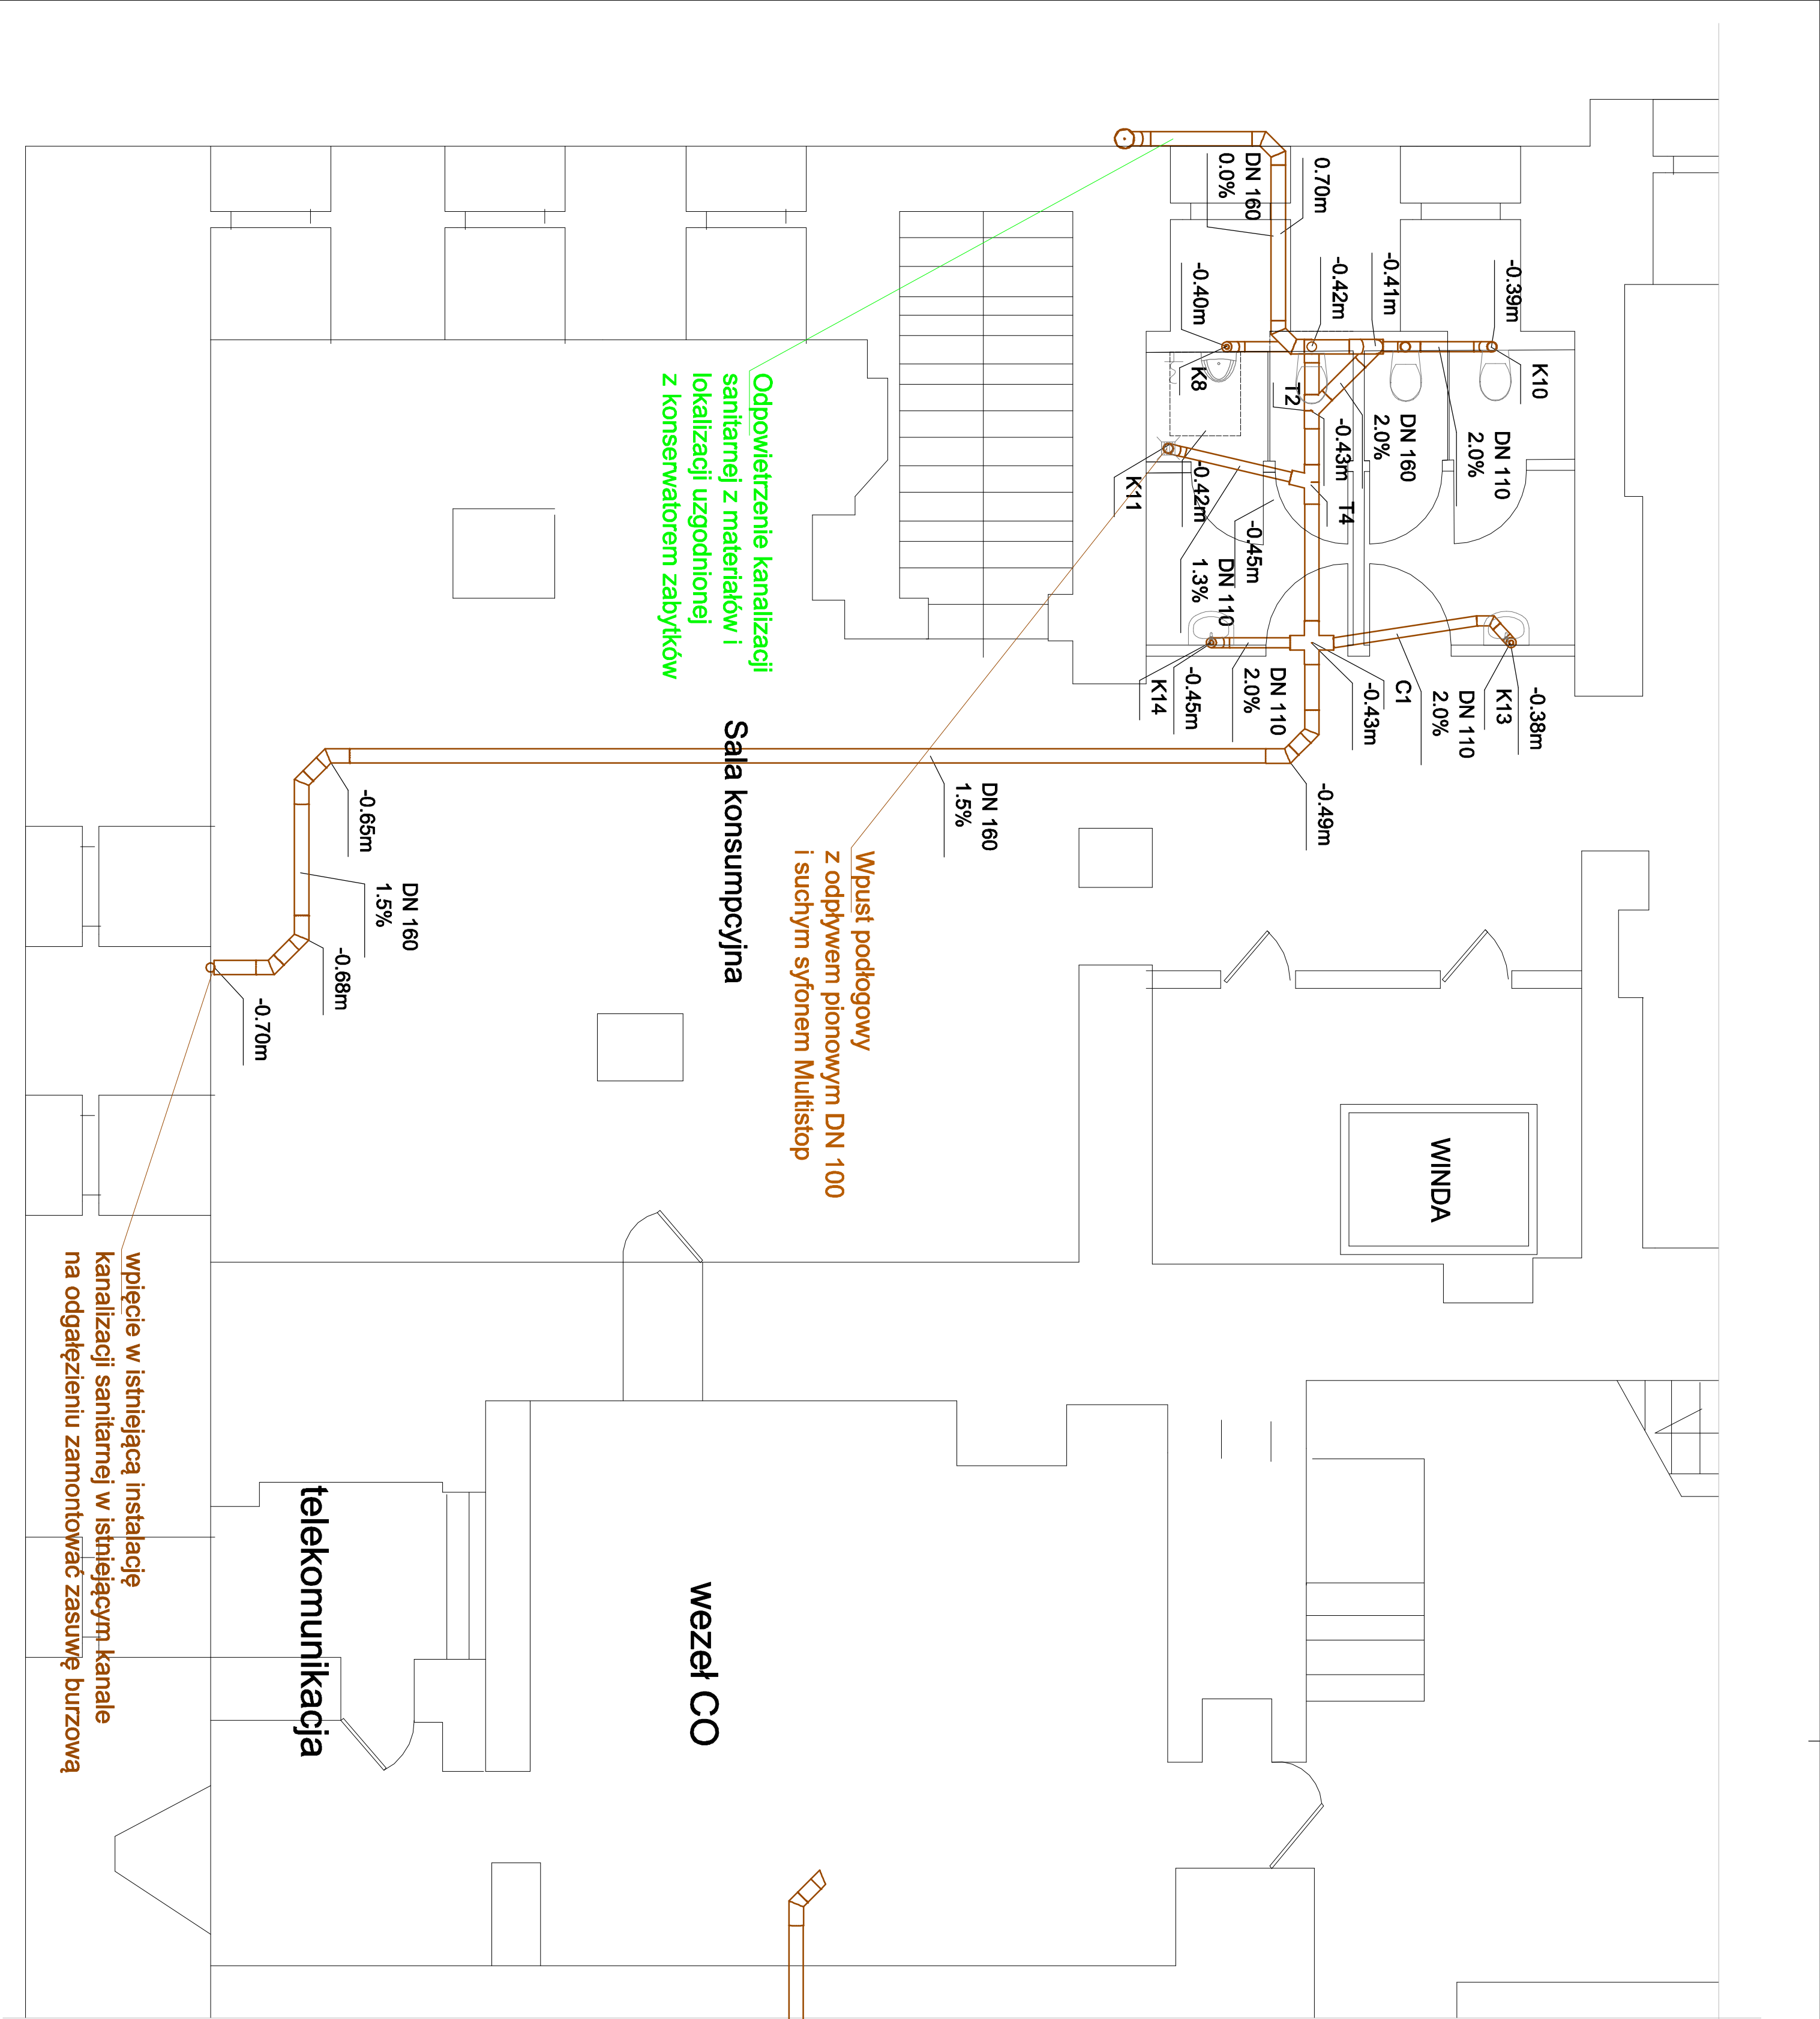 0.70m
DN 160
0.0%
-0.39m
-0.41m
-0.42m
-0.40m
K10
K8
T2
DN 110
2.0%
DN 160
2.0%
-0.43m
T4
-0.42m
K11
-0.45m
DN 110
1.3%
-0.38m
K13
DN 110
2.0%
C1
-0.43m
DN 110
2.0%
-0.45m
K14
-0.49m
DN 160
1.5%
Odpowietrzenie kanalizacji
sanitarnej z materiałów i
lokalizacji uzgodnionej
z konserwatorem zabytków
Sala konsumpcyjna
Wpust podłogowy
z odpływem pionowym DN 100
i suchym syfonem Multistop
-0.65m
DN 160
1.5%
-0.68m
-0.70m
WINDA
wpięcie w istniejącą instalację
kanalizacji sanitarnej w istniejącym kanale
na odgałęzieniu zamontować zasuwę burzową
telekomunikacja
wezeł CO